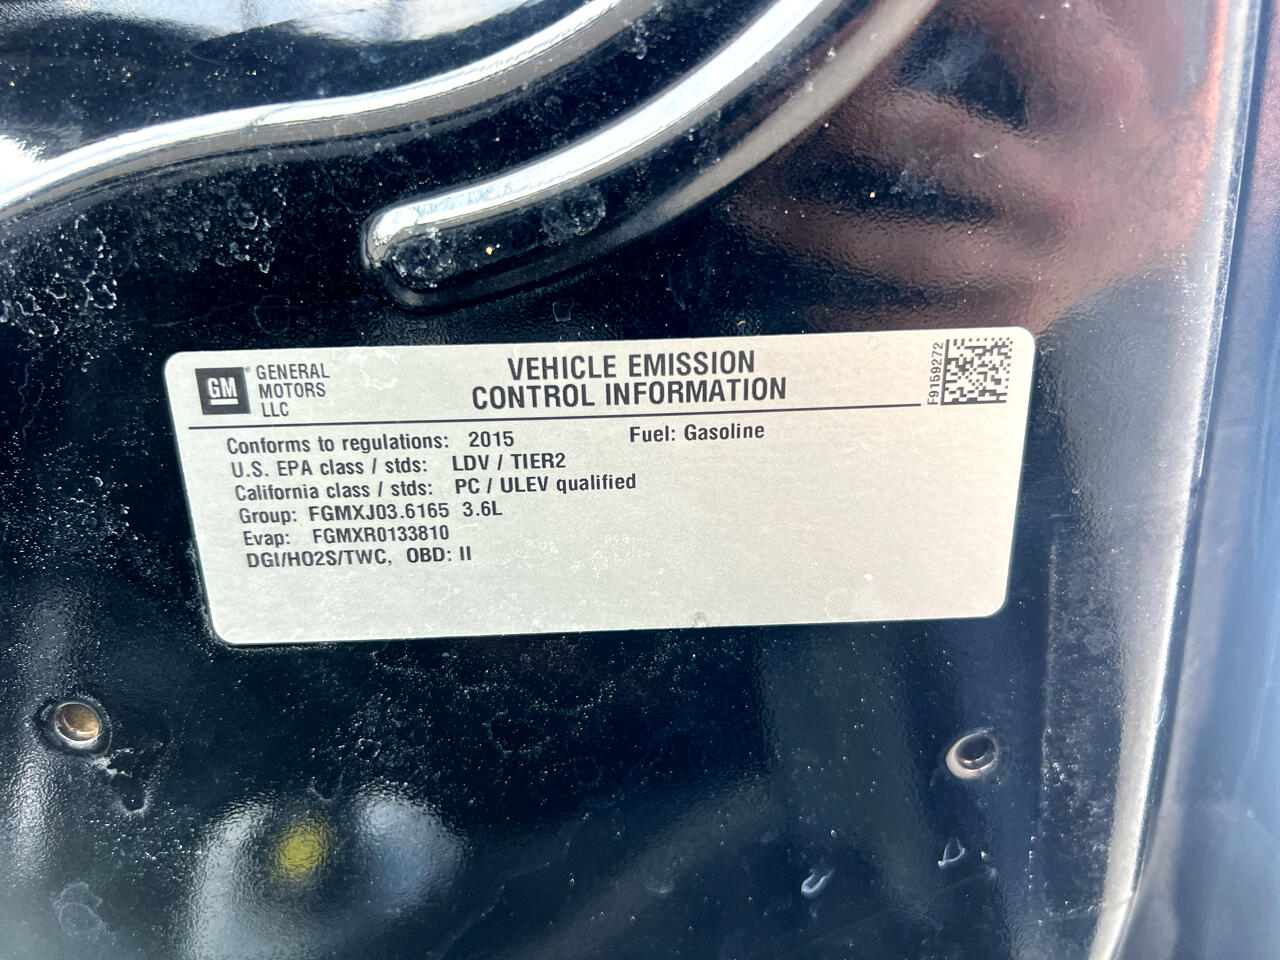 GM
GENERAL
MOTORS
LLC
VEHICLE EMISSION
CONTROL INFORMATION
F9159272
Conforms to regulations: 2015 Fuel: Gasoline
U.S. EPA class / stds: LDV / TIER2
California class / stds: PC / ULEV qualified
Group: FGMXJ03.6165 3.6L
Evap: FGMXR0133810
DGI/HO2S/TWC, OBD: II